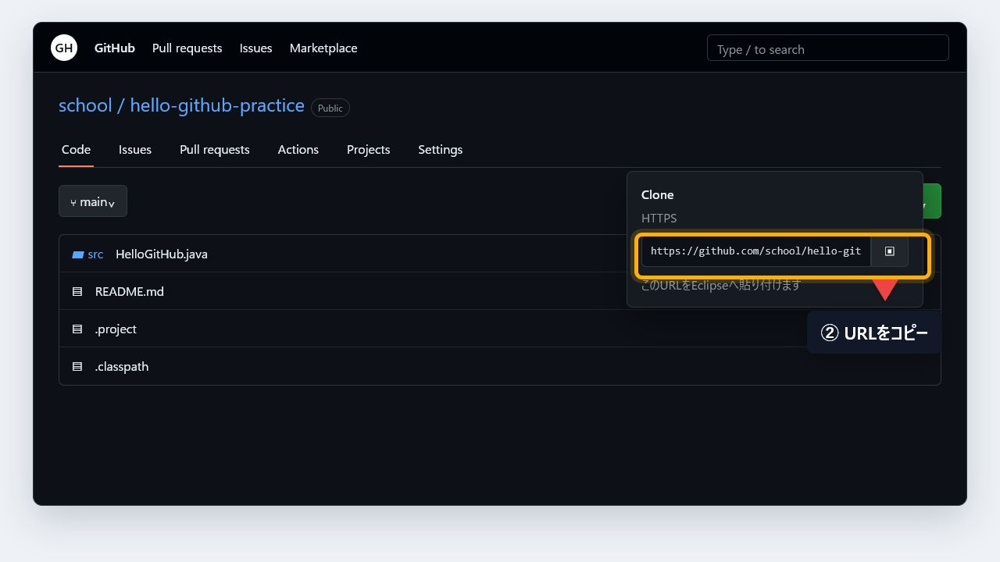 GH GitHub Pull requests Issues Marketplace Type / to search
school / hello-github-practice Public
Code Issues Pull requests Actions Projects Settings
main
Clone
HTTPS
https://github.com/school/hello-git
このURLをEclipseへ貼り付けます
② URLをコピー
src HelloGitHub.java
README.md
.project
.classpath